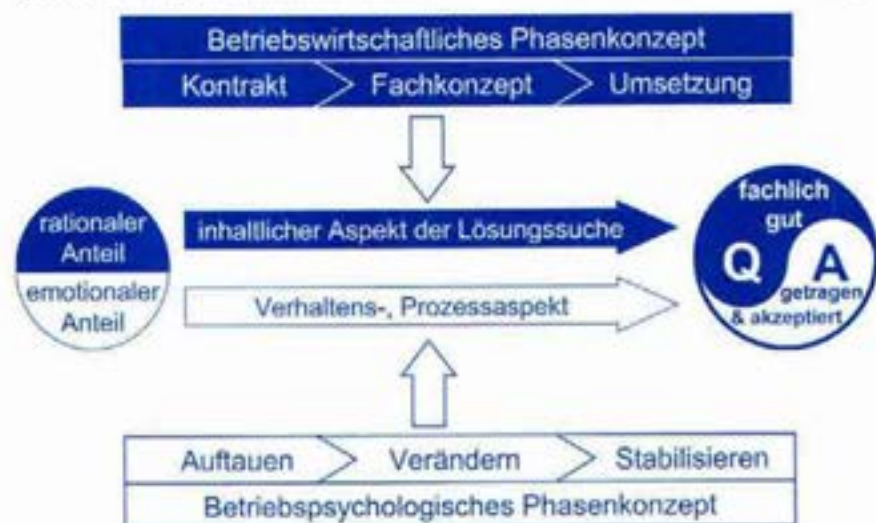 Betriebswirtschaftliches Phasenkonzept
Kontrakt Fachkonzept Umsetzung
rationaler
Anteil
emotionaler
Anteil
inhaltlicher Aspekt der Lösungssuche
Verhaltens-, Prozessaspekt
fachlich
gut
Q A
getragen
& akzeptiert
Auftauen Verändern Stabilisieren
Betriebspsychologisches Phasenkonzept